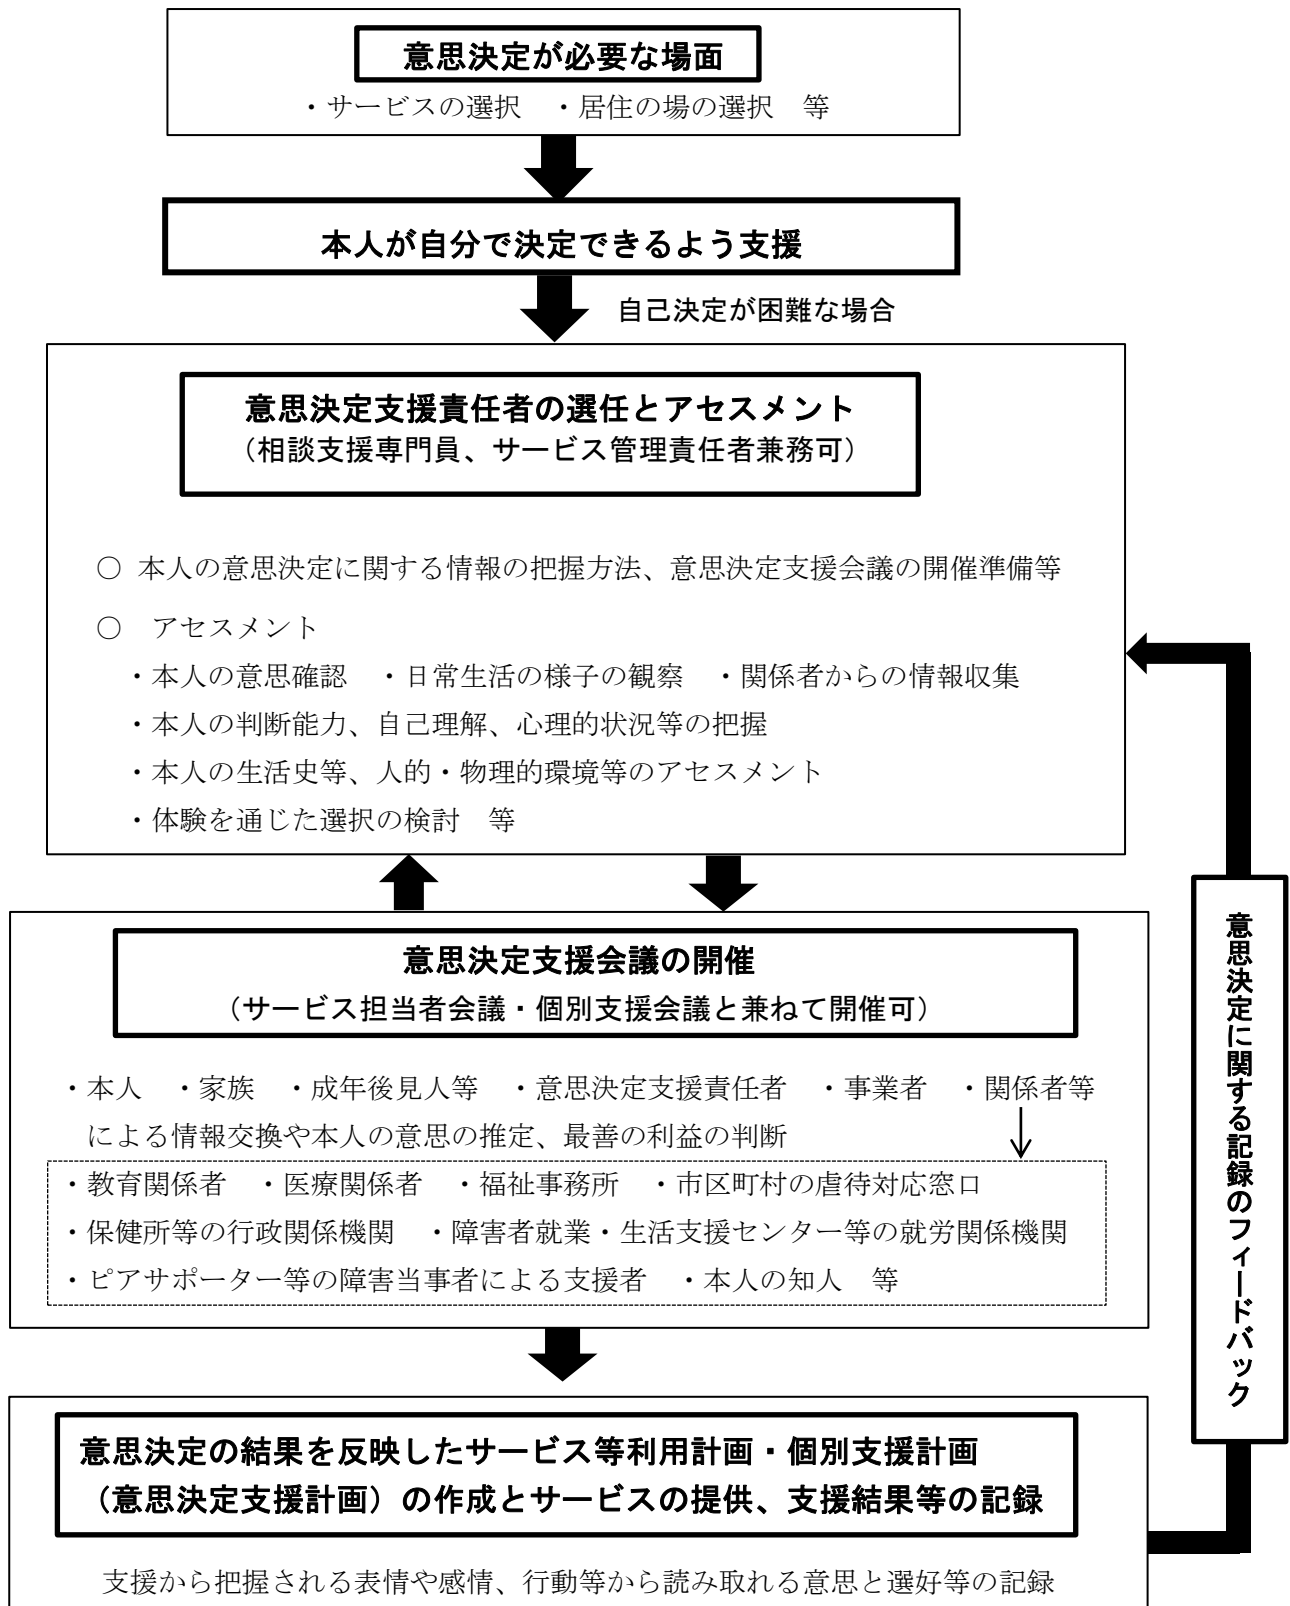 意思決定が必要な場面
・サービスの選択　・居住の場の選択　等
本人が自分で決定できるよう支援
自己決定が困難な場合
意思決定支援責任者の選任とアセスメント
（相談支援専門員、サービス管理責任者兼務可）
○ 本人の意思決定に関する情報の把握方法、意思決定支援会議の開催準備等
○　アセスメント
・本人の意思確認　・日常生活の様子の観察　・関係者からの情報収集
・本人の判断能力、自己理解、心理的状況等の把握
・本人の生活史等、人的・物理的環境等のアセスメント
・体験を通じた選択の検討　等
意思決定支援会議の開催
（サービス担当者会議・個別支援会議と兼ねて開催可）
・本人　・家族　・成年後見人等　・意思決定支援責任者　・事業者　・関係者等
による情報交換や本人の意思の推定、最善の利益の判断
・教育関係者　・医療関係者　・福祉事務所　・市区町村の虐待対応窓口
・保健所等の行政関係機関　・障害者就業・生活支援センター等の就労関係機関
・ピアサポーター等の障害当事者による支援者　・本人の知人　等
意思決定の結果を反映したサービス等利用計画・個別支援計画
（意思決定支援計画）の作成とサービスの提供、支援結果等の記録
支援から把握される表情や感情、行動等から読み取れる意思と選好等の記録
意思決定に関する記録のフィードバック